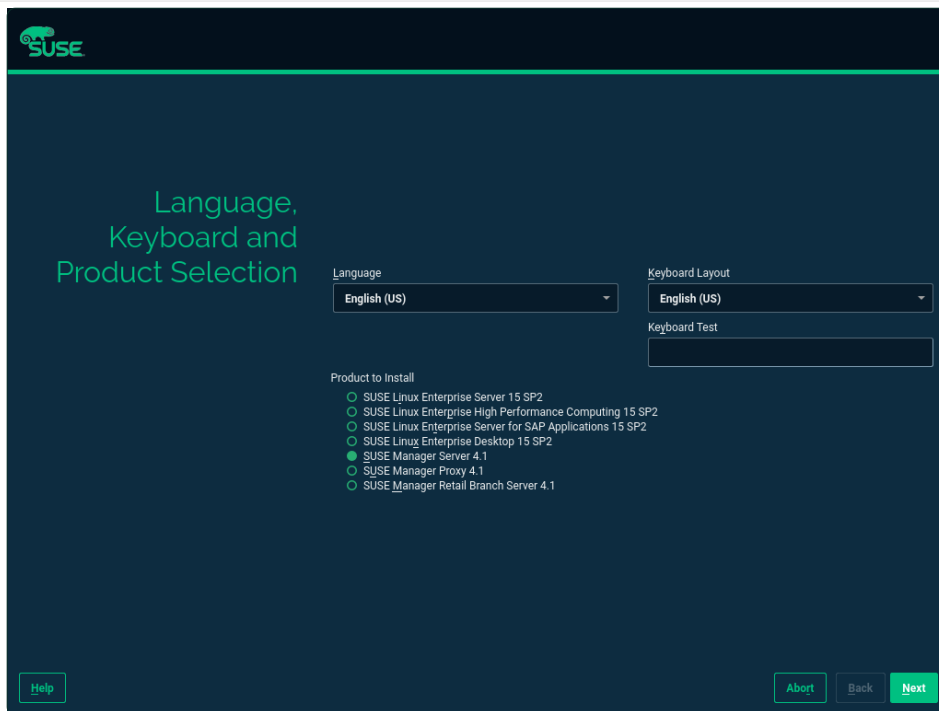 SUSE
Language,
Keyboard and
Product Selection
Language
Keyboard Layout
English (US)
English (US)
Keyboard Test
Product to Install
SUSE Linux Enterprise Server 15 SP2
SUSE Linux Enterprise High Performance Computing 15 SP2
SUSE Linux Enterprise Server for SAP Applications 15 SP2
SUSE Linux Enterprise Desktop 15 SP2
SUSE Manager Server 4.1
SUSE Manager Proxy 4.1
SUSE Manager Retail Branch Server 4.1
Help
Abort
Back
Next